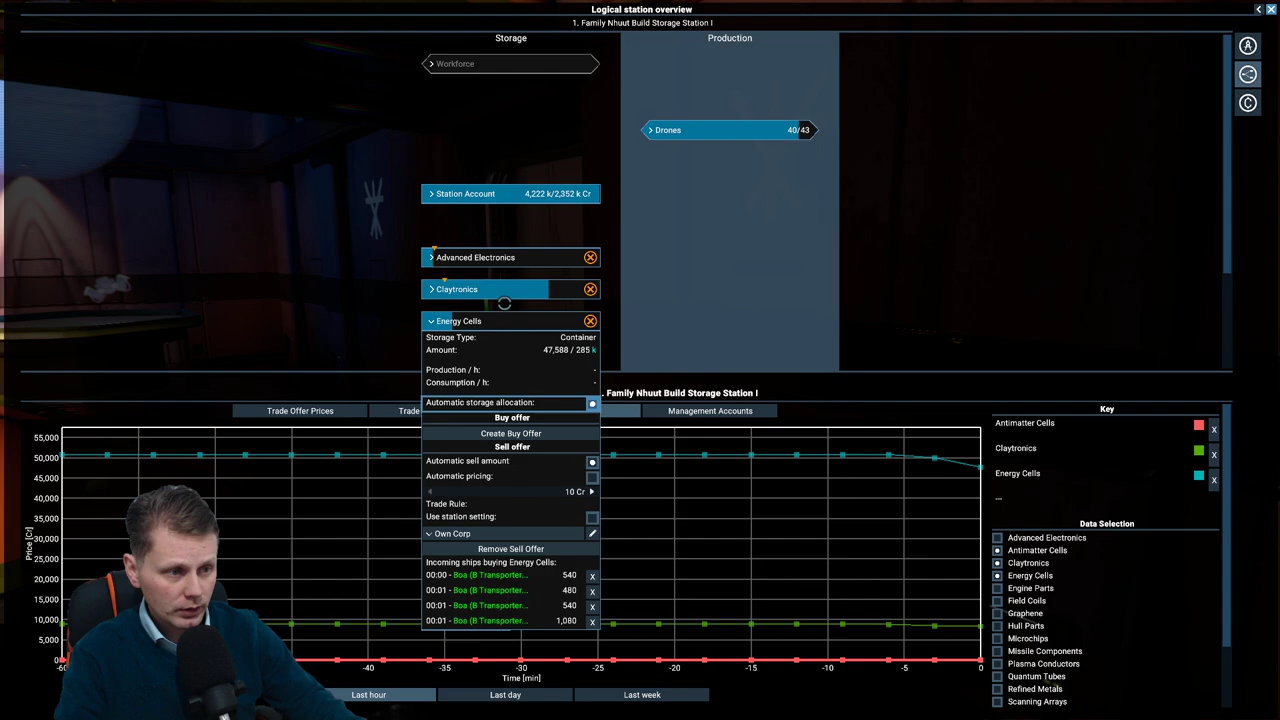 Logical station overview
1. Family Nhuut Build Storage Station I
Storage
Production
Workforce
Drones 40/43
Station Account 4,222 k/2,352 k Cr
Advanced Electronics
Claytronics
Energy Cells
Storage Type: Container
Amount: 47,588 / 285 k
Production / h: -
Consumption / h: -
Automatic storage allocation:
Buy offer
Create Buy Offer
Sell offer
Automatic sell amount
Automatic pricing:
10 Cr
Trade Rule:
Use station setting:
Own Corp
Remove Sell Offer
Incoming ships buying Energy Cells:
00:00 - Boa (B Transporter... 540 x
00:01 - Boa (B Transporter... 480 x
00:01 - Boa (B Transporter... 540 x
00:01 - Boa (B Transporter... 1,080 x
. Family Nhuut Build Storage Station I
Trade Offer Prices
Trade
Management Accounts
Price [Cr]
55,000
50,000
45,000
40,000
35,000
30,000
25,000
20,000
15,000
10,000
5,000
0
-40
-35
-30
-25
-20
-15
-10
-5
0
Time [min]
Last hour
Last day
Last week
Key
Antimatter Cells X
Claytronics X
Energy Cells X
Data Selection
Advanced Electronics
Antimatter Cells
Claytronics
Energy Cells
Engine Parts
Field Coils
Graphene
Hull Parts
Microchips
Missile Components
Plasma Conductors
Quantum Tubes
Refined Metals
Scanning Arrays